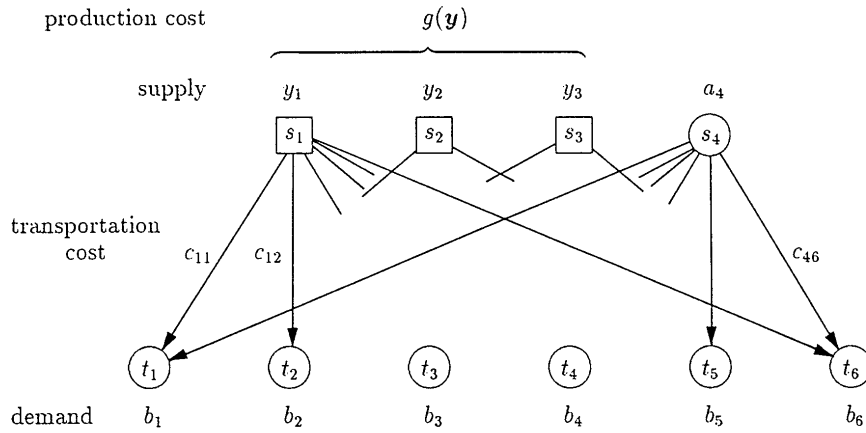 production cost g(y)
supply y₁ y₂ y₃ a₄
s₁ s₂ s₃ s₄
transportation
cost
c₁₁ c₁₂ c₄₆
t₁ t₂ t₃ t₄ t₅ t₆
demand b₁ b₂ b₃ b₄ b₅ b₆